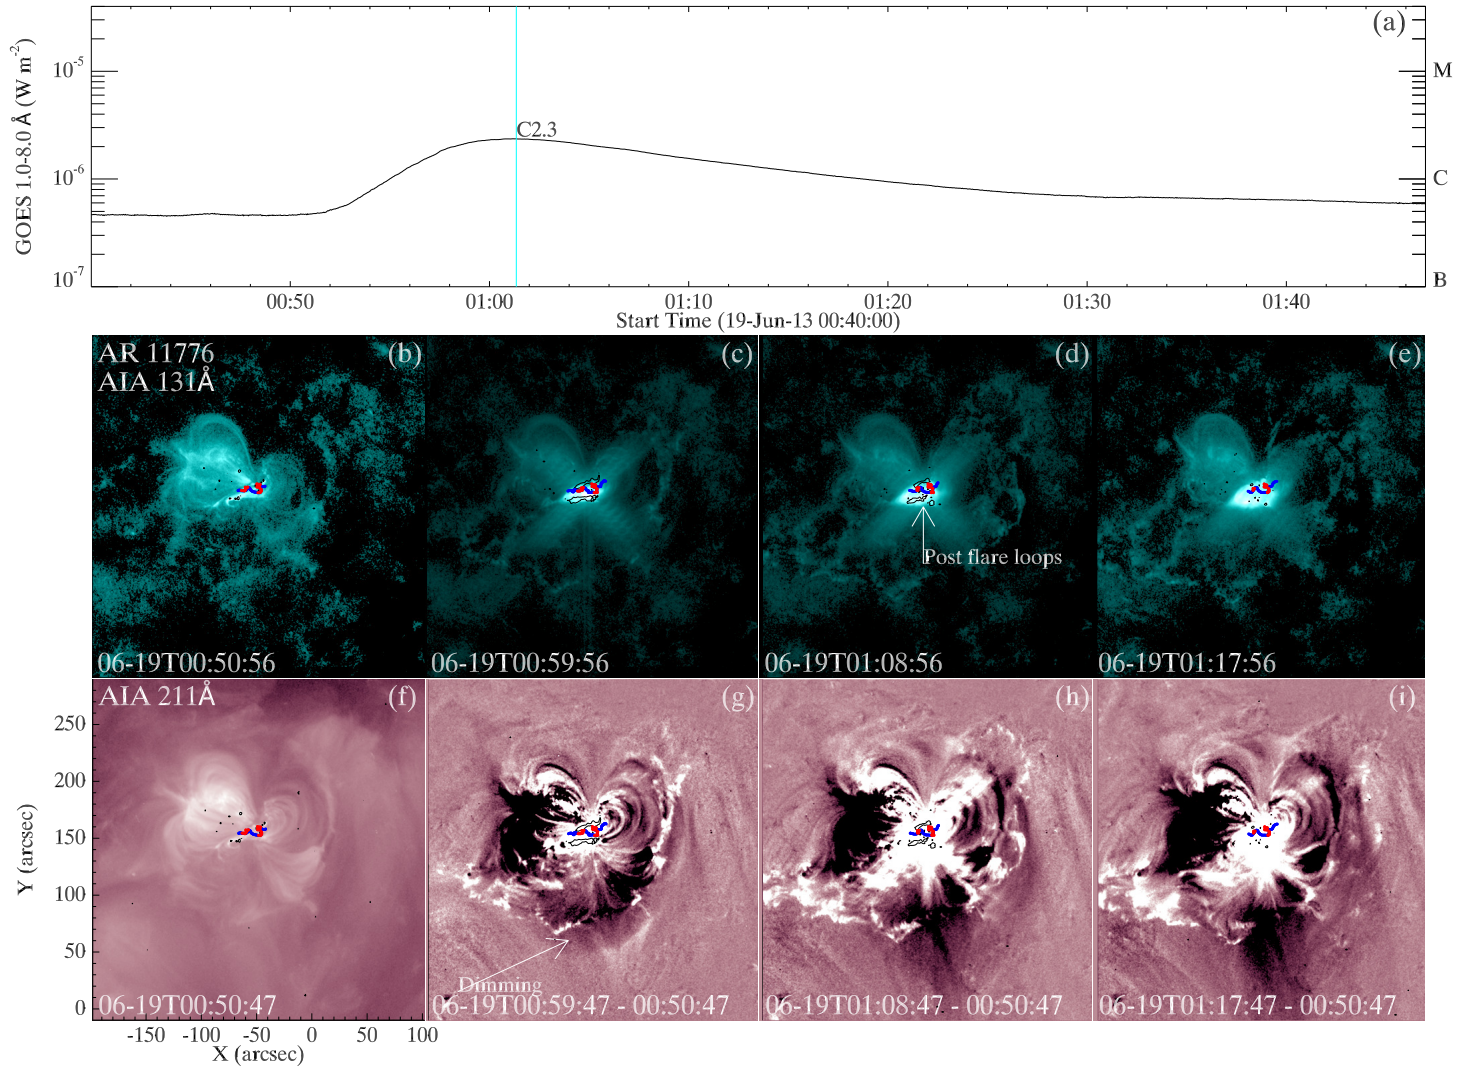 (a)
GOES 1.0-8.0 Å (W m-2)
10-5
10-6
10-7
M
C
B
C2.3
00:50 01:00 01:10 01:20 01:30 01:40
Start Time (19-Jun-13 00:40:00)
AR 11776
AIA 131Å
(b)
06-19T00:50:56
(c)
06-19T00:59:56
(d)
Post flare loops
06-19T01:08:56
(e)
06-19T01:17:56
AIA 211Å
(f)
06-19T00:50:47
(g)
Dimming
06-19T00:59:47 - 00:50:47
(h)
06-19T01:08:47 - 00:50:47
(i)
06-19T01:17:47 - 00:50:47
Y (arcsec)
250
200
150
100
50
0
-150 -100 -50 0 50 100
X (arcsec)